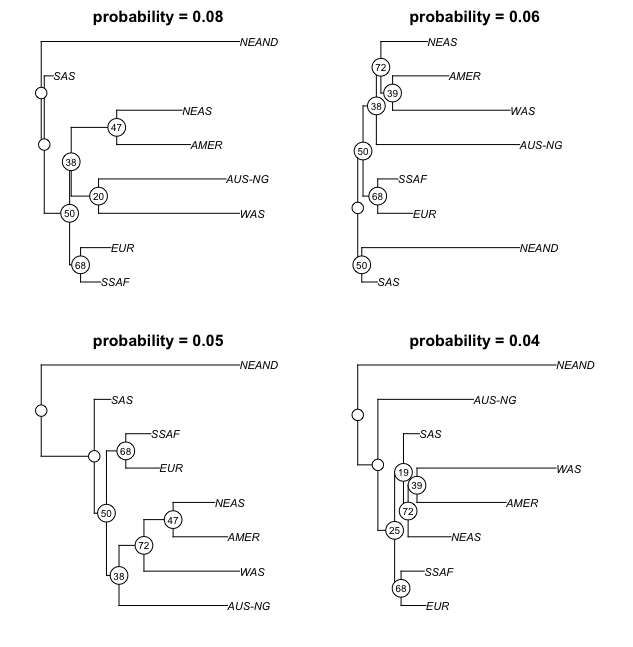 probability = 0.08
NEAND
SAS
NEAS
47
AMER
38
AUS-NG
20
WAS
50
EUR
68
SSAF
probability = 0.06
NEAS
72
AMER
39
38
WAS
AUS-NG
50
SSAF
68
EUR
NEAND
50
SAS
probability = 0.05
NEAND
SAS
SSAF
68
EUR
NEAS
50
47
AMER
72
WAS
38
AUS-NG
probability = 0.04
NEAND
AUS-NG
SAS
WAS
19
39
AMER
72
25
NEAS
SSAF
68
EUR